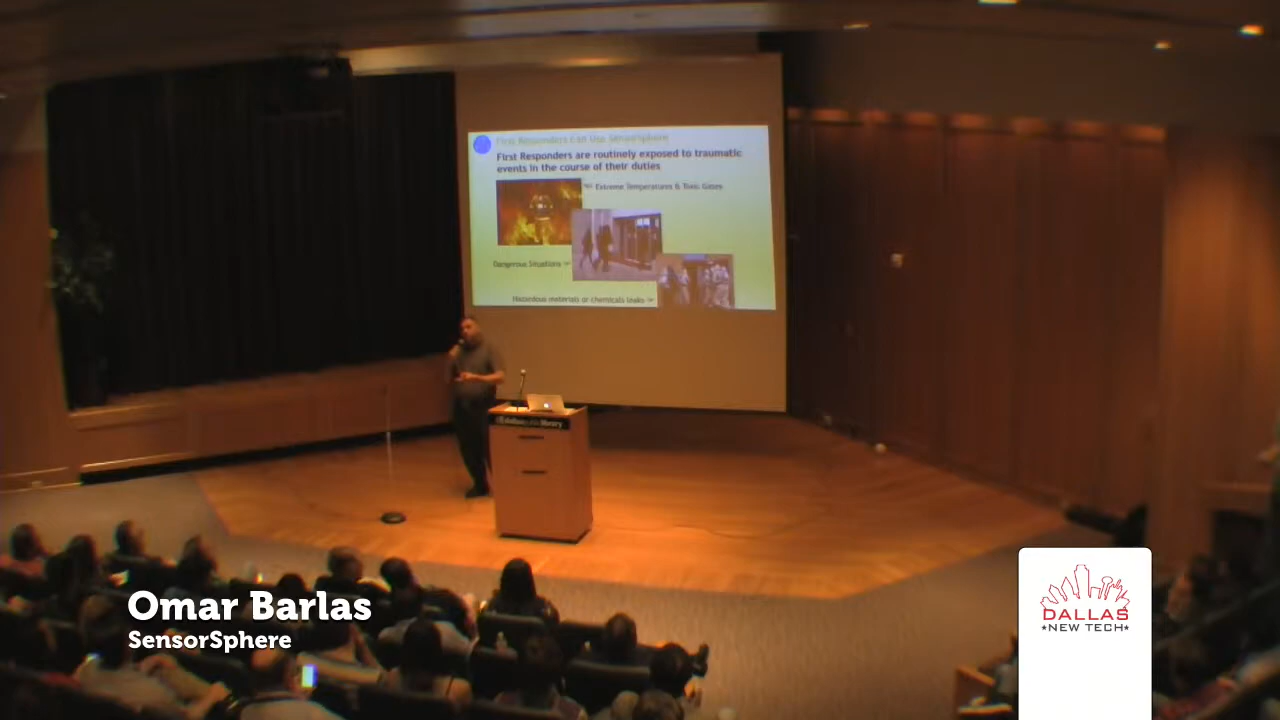 First Responders Can Use SensorSphere
First Responders are routinely exposed to traumatic
events in the course of their duties
Extreme Temperatures & Toxic Gases
Dangerous Situations
Hazardous materials or chemicals leaks
library
Omar Barlas
SensorSphere
DALLAS
★NEW TECH★